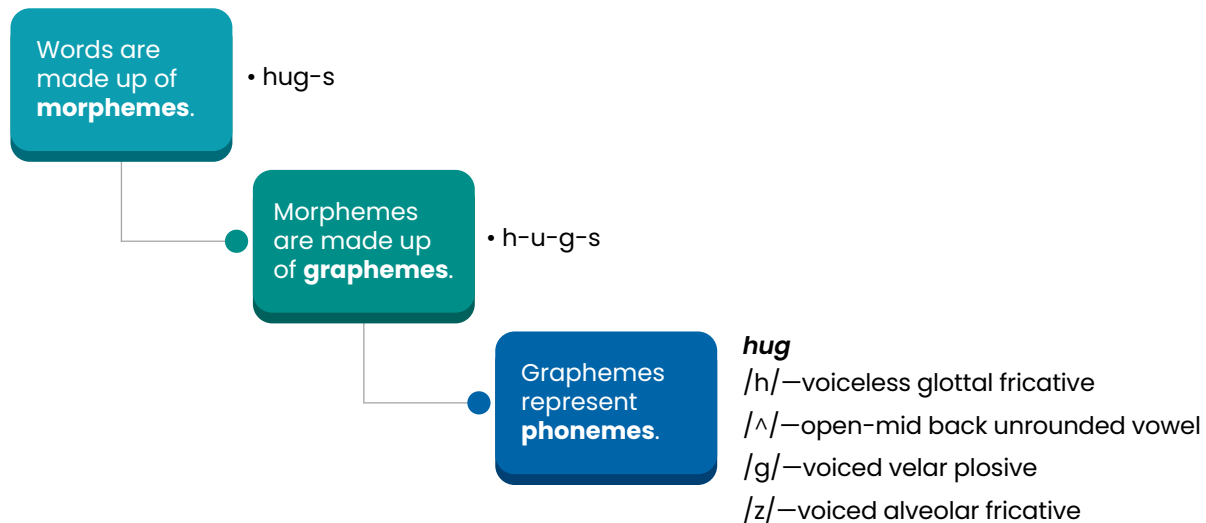 Words are
made up of
morphemes.
• hug-s
Morphemes
are made up
of graphemes.
• h-u-g-s
Graphemes
represent
phonemes.
hug
/h/—voiceless glottal fricative
/^/—open-mid back unrounded vowel
/g/—voiced velar plosive
/z/—voiced alveolar fricative